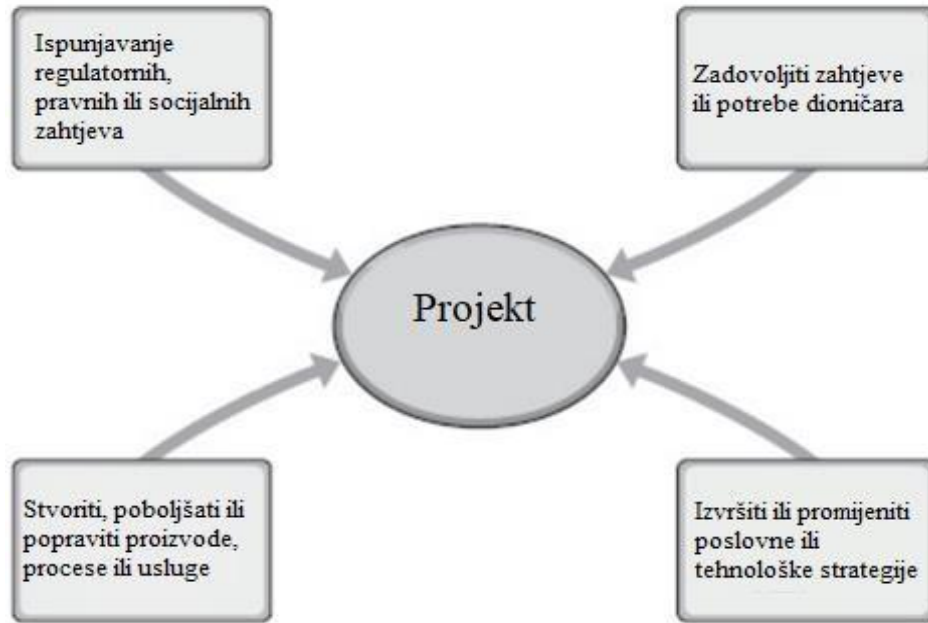 Ispunjavanje
regulatornih,
pravnih ili socijalnih
zahtjeva
Zadovoljiti zahtjeve
ili potrebe dioničara
Projekt
Stvoriti, poboljšati ili
popraviti proizvode,
procese ili usluge
Izvršiti ili promijeniti
poslovne ili
tehnološke strategije